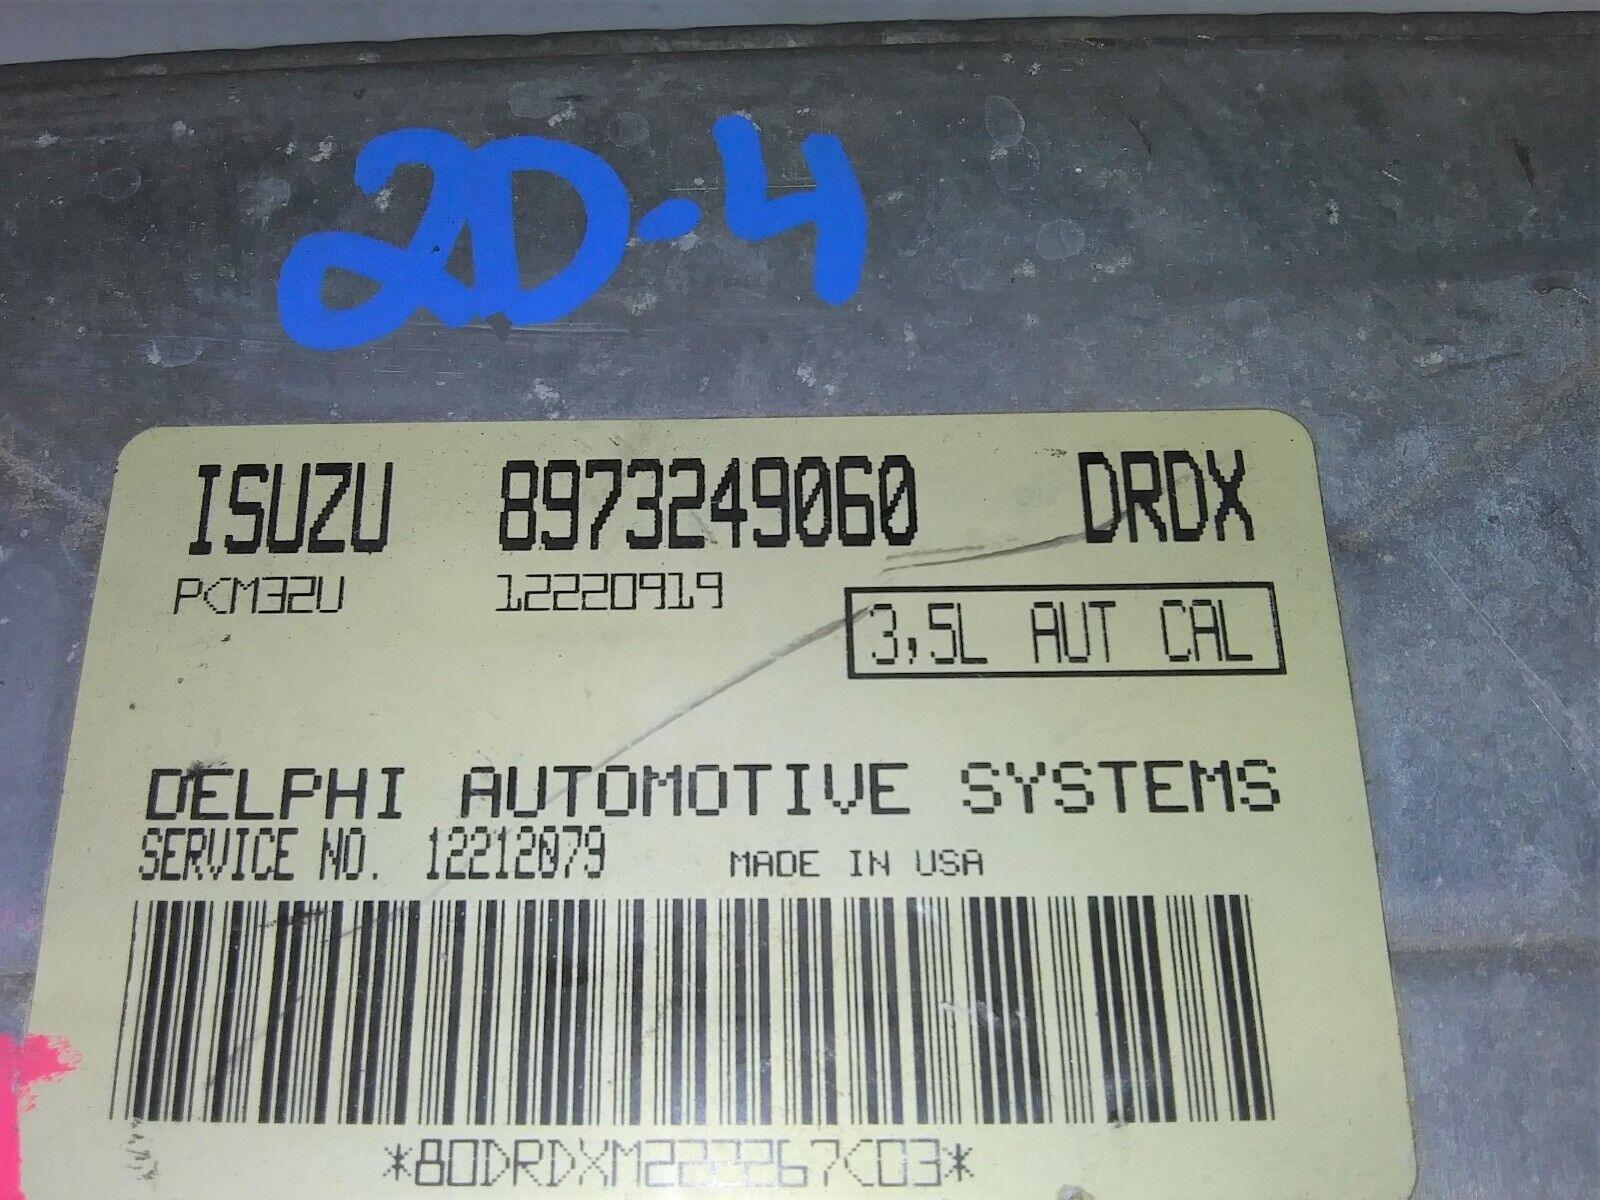 2D-4
ISUZU 8973249060 DRDX
PCM32U 12220919
3,5L AUT CAL
DELPHI AUTOMOTIVE SYSTEMS
SERVICE NO. 12212079 MADE IN USA
*80DRDXM222267C03*